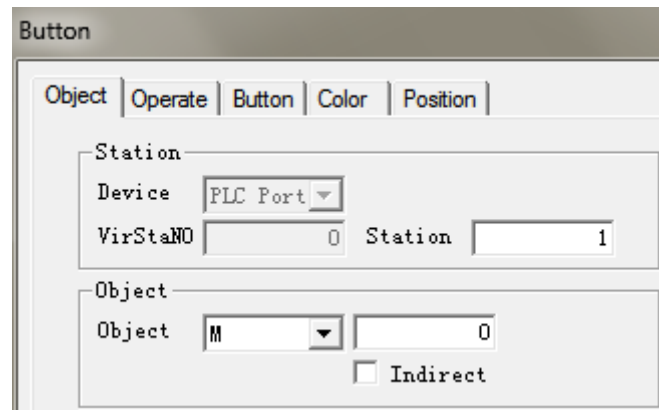 Button
Object Operate Button Color Position
Station
Device PLC Port
VirStaNO 0 Station 1
Object
Object M 0
Indirect